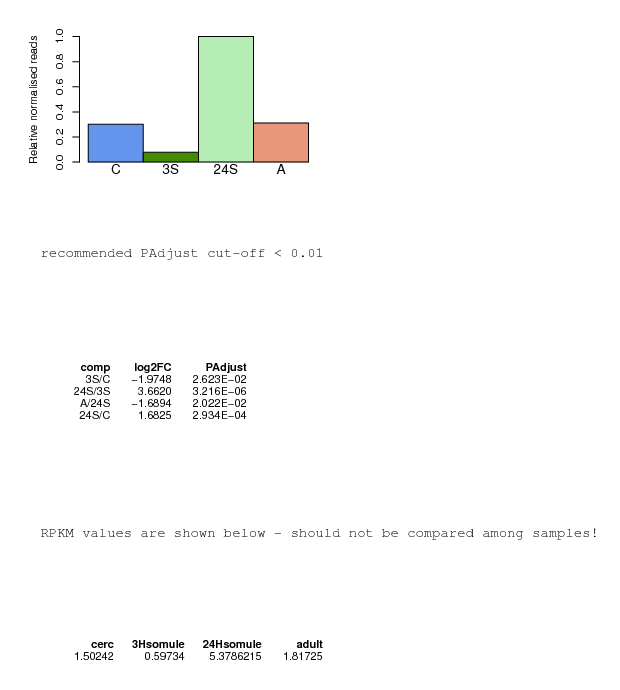 Relative normalised reads
1.0
0.8
0.6
0.4
0.2
0.0
C 3S 24S A
recommended PAdjust cut-off < 0.01
comp log2FC PAdjust
3S/C −1.9748 2.623E−02
24S/3S 3.6620 3.216E−06
A/24S −1.6894 2.022E−02
24S/C 1.6825 2.934E−04
RPKM values are shown below - should not be compared among samples!
cerc 3Hsomule 24Hsomule adult
1.50242 0.59734 5.3786215 1.81725